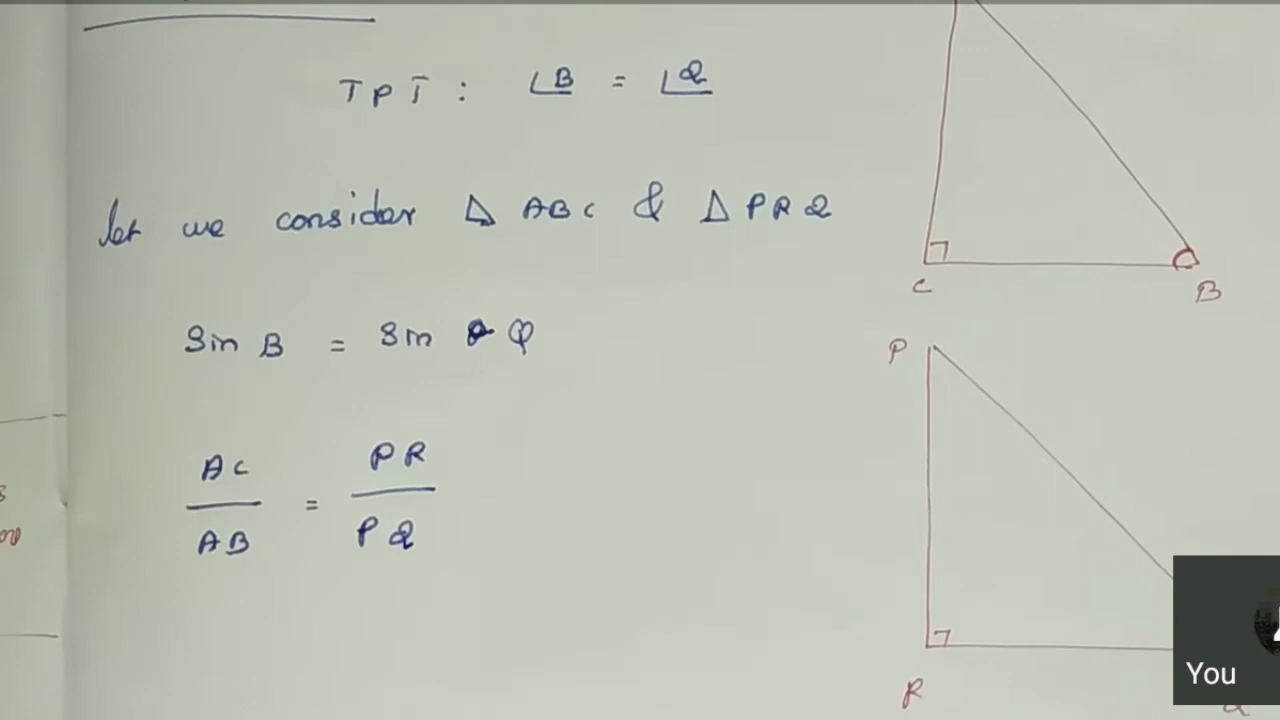 TPT : ∠B = ∠Q
let we consider Δ ABC & Δ PRQ
Sin B = Sin Q
AC
AB
=
PR
PQ
C
B
P
R
You